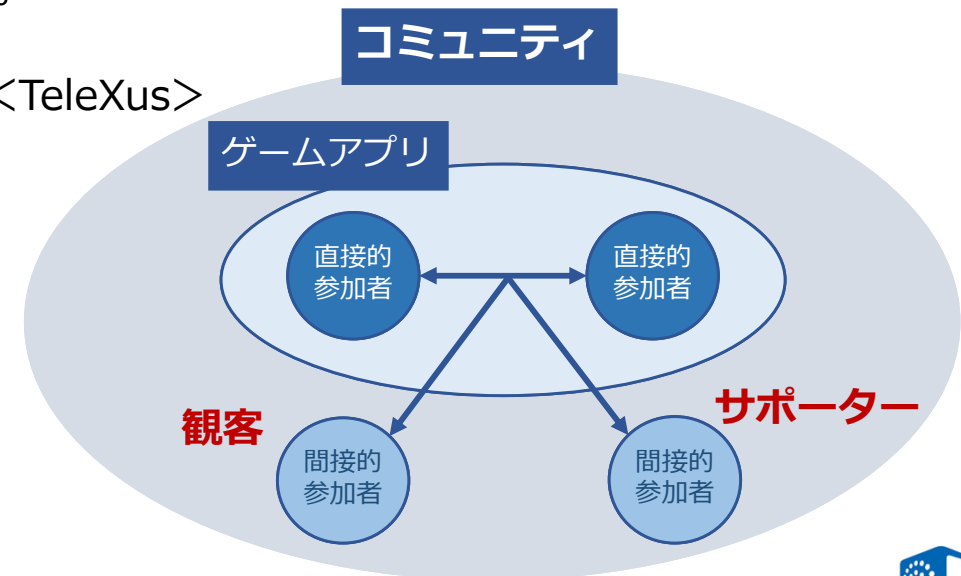 コミュニティ
<TeleXus>
ゲームアプリ
直接的
参加者
直接的
参加者
観客
サポーター
間接的
参加者
間接的
参加者